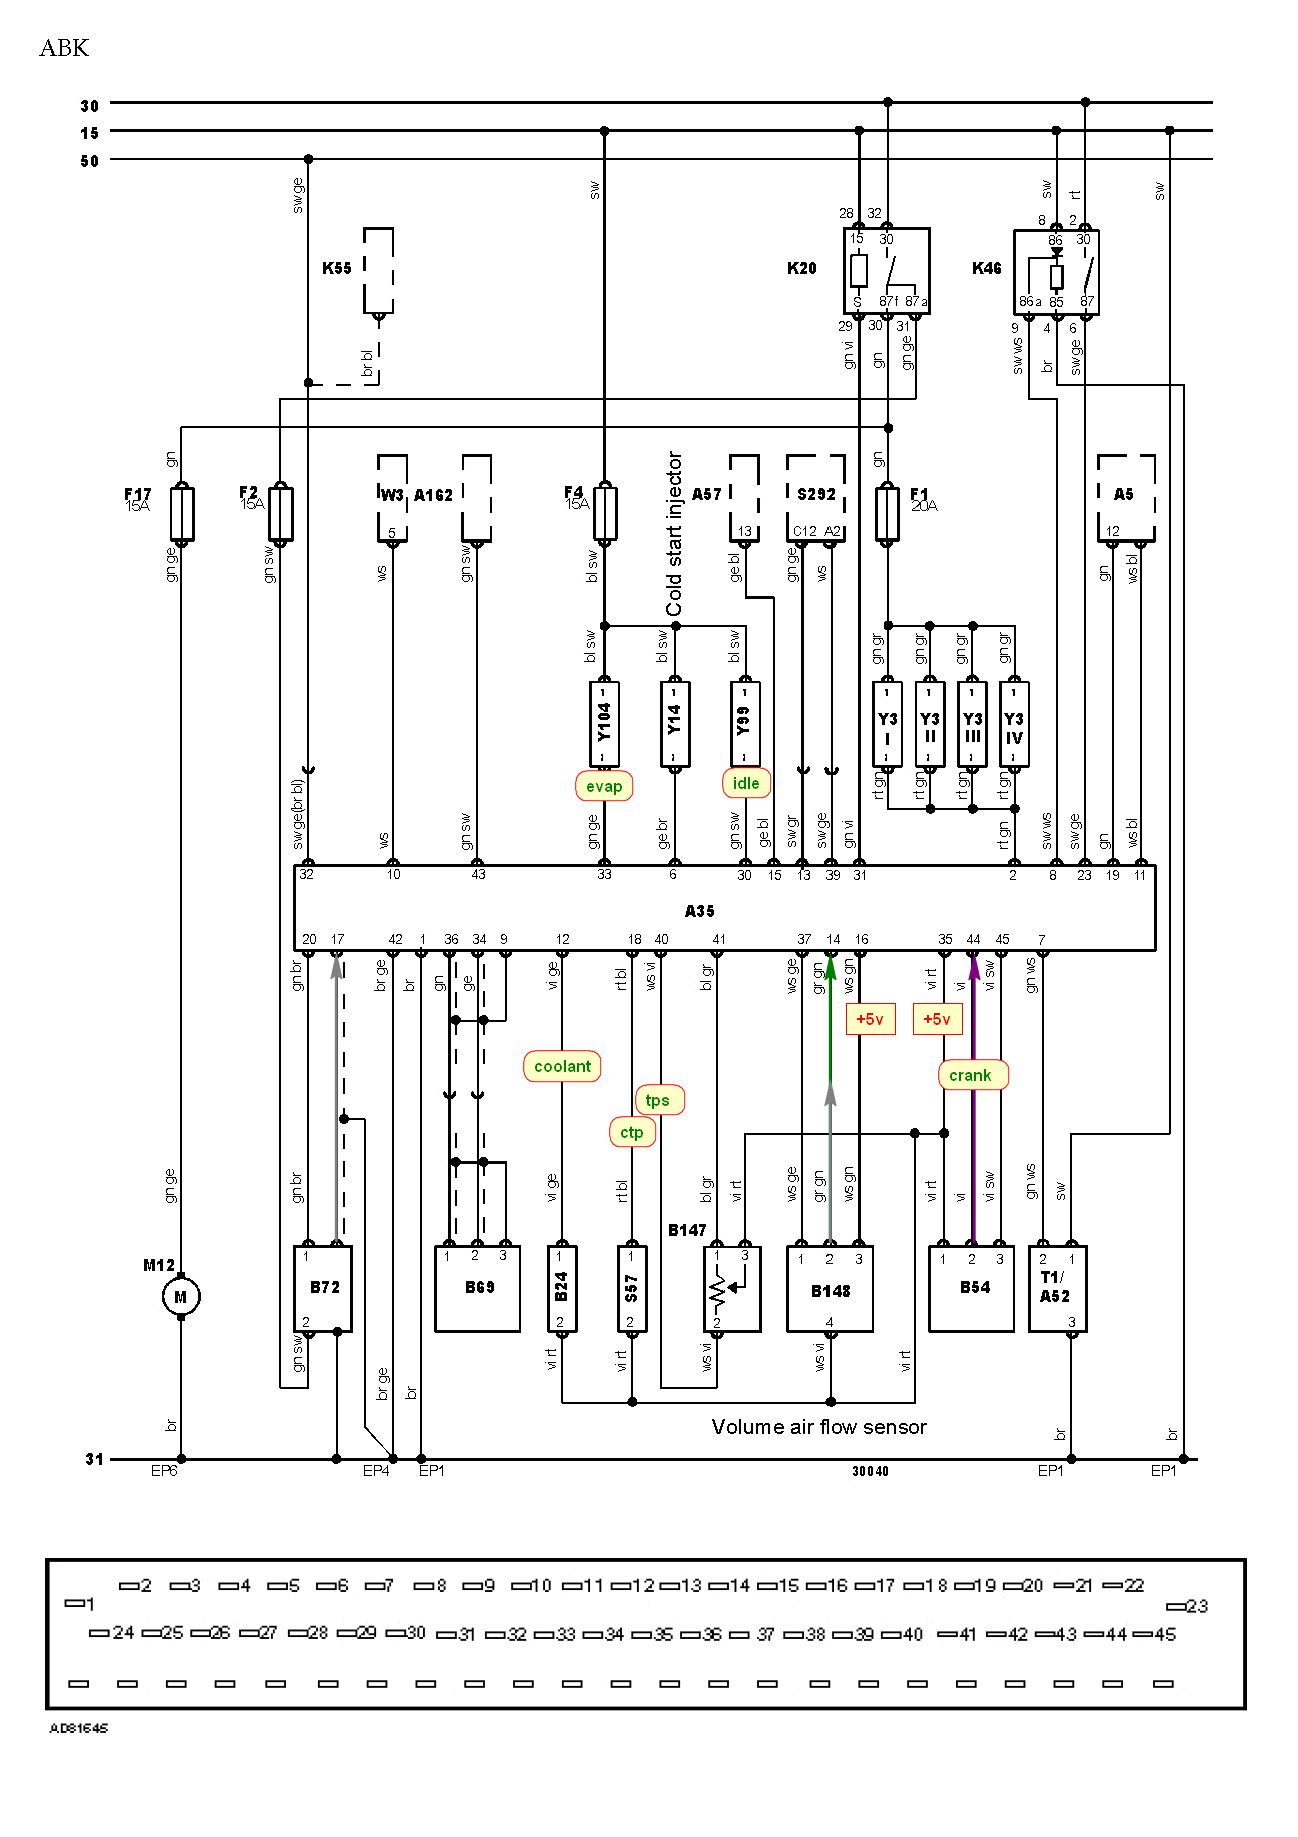 ABK
30
15
50
sw ge
sw
sw
rt
sw
28 32
8 2
15 30
86 30
K55
K20
K46
S 87f 87a
86a 85 87
29 30 31
9 4 6
br bl
gn vi
gn
gn ge
sw ws
br
sw ge
gn
gn
F17
15A
F2
15A
W3
A162
F4
15A
Cold start injector
A57
S292
F1
20A
A5
5
13
C12 A2
12
gn ge
gn sw
ws
gn sw
bl sw
ge bl
gn ge
ws
gn
ws bl
bl sw
bl sw
bl sw
gn gr
gn gr
gn gr
gn gr
1 1 1 1 1 1 1
Y104
Y14
Y99
Y3 I
Y3 II
Y3 III
Y3 IV
evap
idle
rt gn
rt gn
rt gn
rt gn
sw ge(br bl)
ws
gn sw
gn ge
ge br
gn sw
ge bl
sw gr
sw ge
gn vi
rt gn
sw ws
sw ge
gn
ws bl
32 10 43 33 6 30 15 13 39 31 2 8 23 19 11
A35
20 17 42 1 36 34 9 12 18 40 41 37 14 16 35 44 45 7
gn br
br ge
br
gn
ge
vi ge
rt bl
ws vi
bl gr
ws ge
gr gn
ws gn
vi rt
vi
vi sw
gn ws
+5v
+5v
coolant
crank
tps
ctp
gn ge
gn br
vi ge
rt bl
bl gr
vi rt
ws ge
gr gn
ws gn
vi rt
vi
vi sw
gn ws
sw
B147
M12
M
1
B72
2
1 2 3
B69
1
B24
2
1
S57
2
1 3
2
1 2 3
B148
4
1 2 3
B54
2 1
T1/
A52
3
gn sw
vi rt
vi rt
ws vi
ws vi
vi rt
br ge
br
br
br
br
Volume air flow sensor
31
EP6
EP4
EP1
30040
EP1
EP1
2 3 4 5 6 7 8 9 10 11 12 13 14 15 16 17 18 19 20 21 22
1 23
24 25 26 27 28 29 30 31 32 33 34 35 36 37 38 39 40 41 42 43 44 45
AD81645